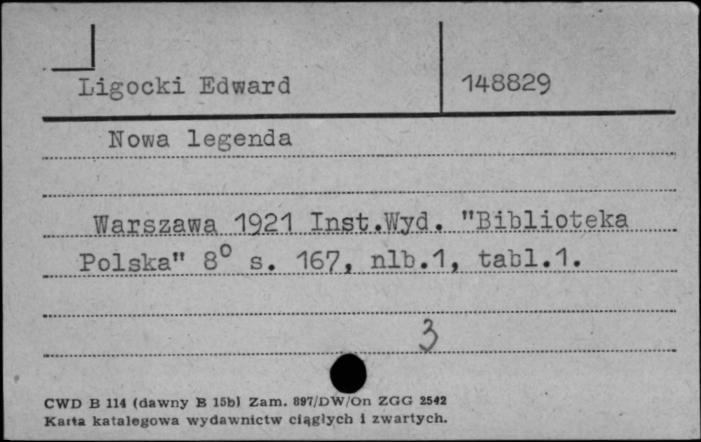 Ligocki Edward 148829
Nowa legenda
Warszawa 1921 Inst.Wyd. "Biblioteka
Polska" 8° s. 167, nlb.1, tabl.1.
3
CWD B 114 (dawny B 15b) Zam. 897/DW/On ZGG 2542
Karta katalogowa wydawnictw ciągłych i zwartych.